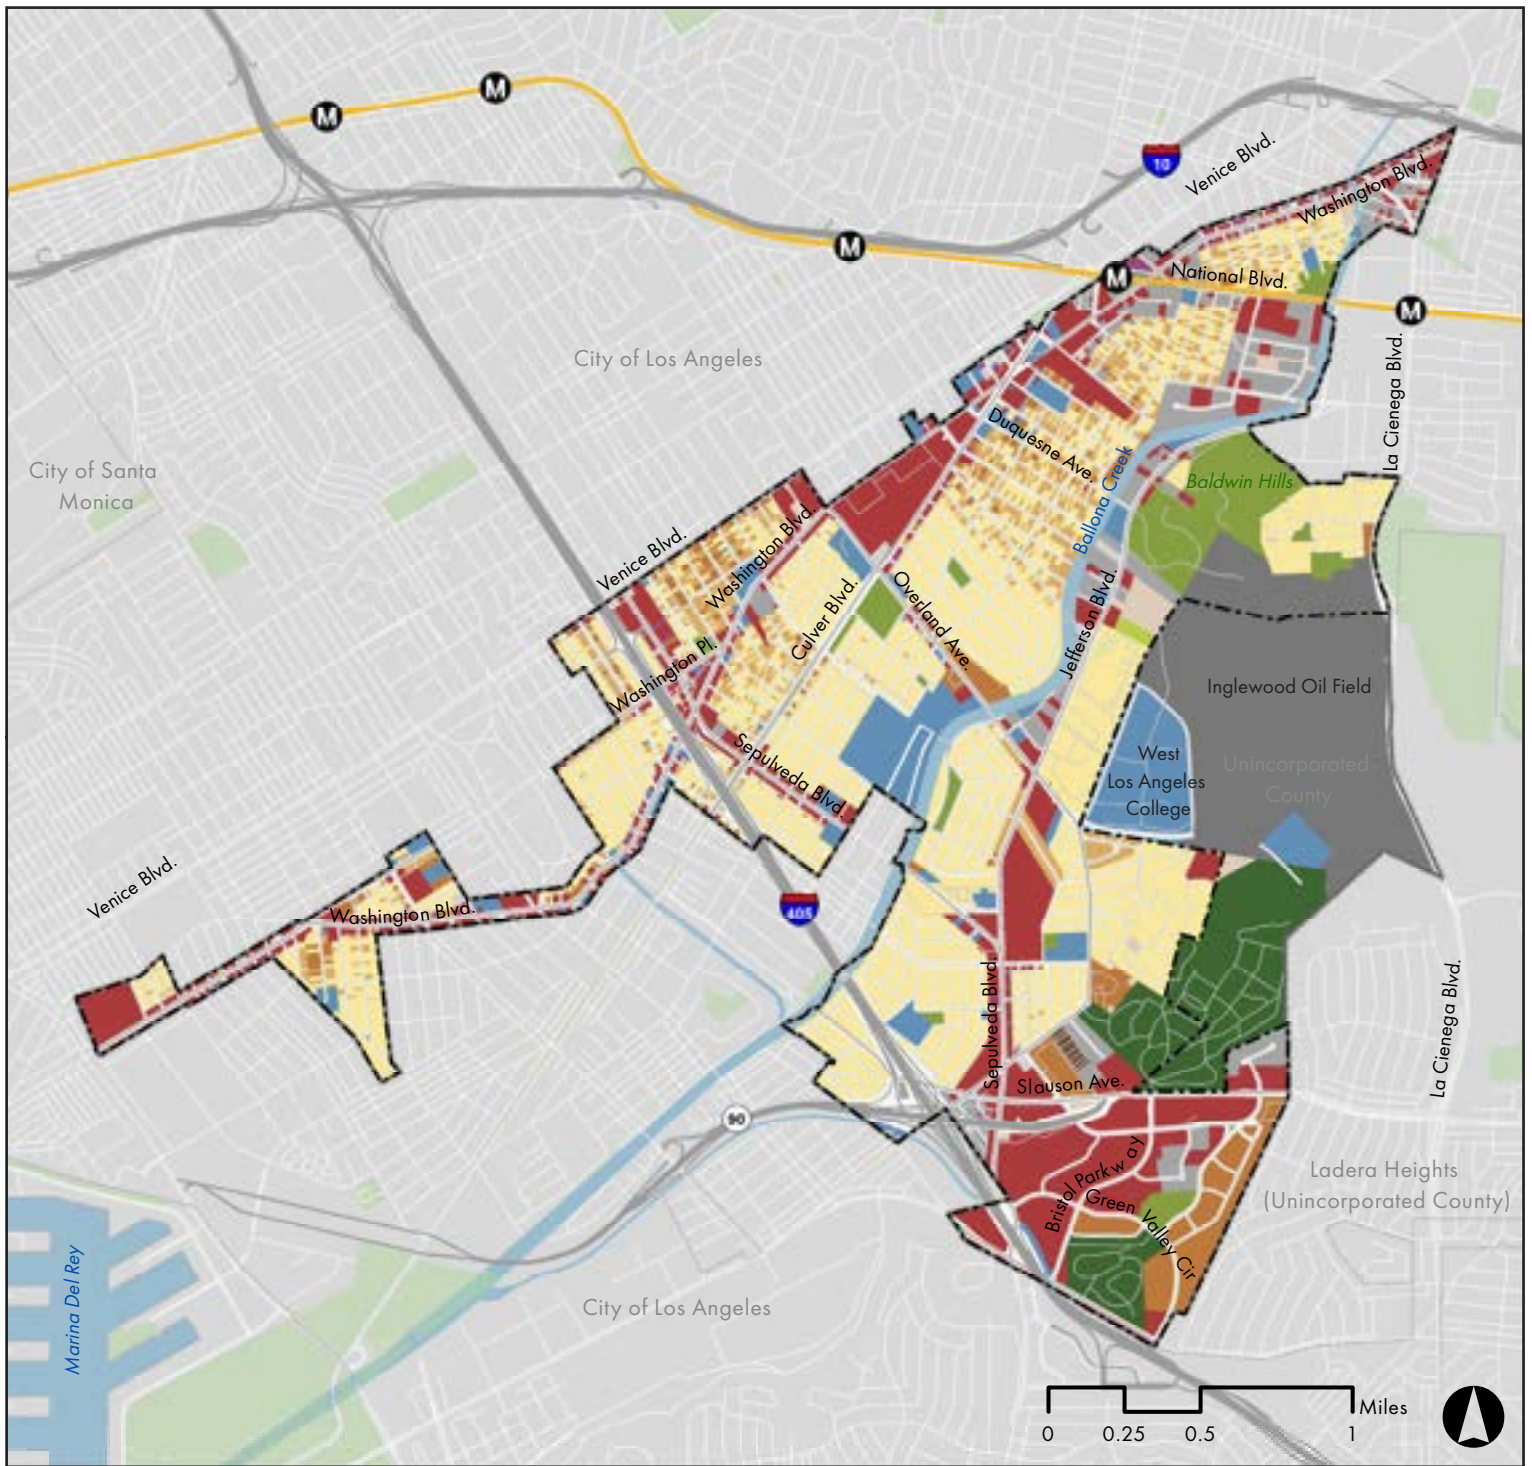 M
M
10
Venice Blvd.
Washington Blvd.
M
M
National Blvd.
M
City of Los Angeles
La Cienega Blvd.
Duquesne Ave.
City of Santa
Monica
Ballona Creek
Baldwin Hills
Venice Blvd.
Washington Blvd.
Culver Blvd.
Overland Ave.
Jefferson Blvd.
Washington Pl.
Inglewood Oil Field
Sepulveda Blvd.
West
Los Angeles
College
Unincorporated
County
Venice Blvd.
Washington Blvd.
405
Sepulveda Blvd.
La Cienega Blvd.
Slauson Ave.
90
Bristol Parkway
Green Valley Cir
Ladera Heights
(Unincorporated County)
Marina Del Rey
City of Los Angeles
Miles
0 0.25 0.5 1